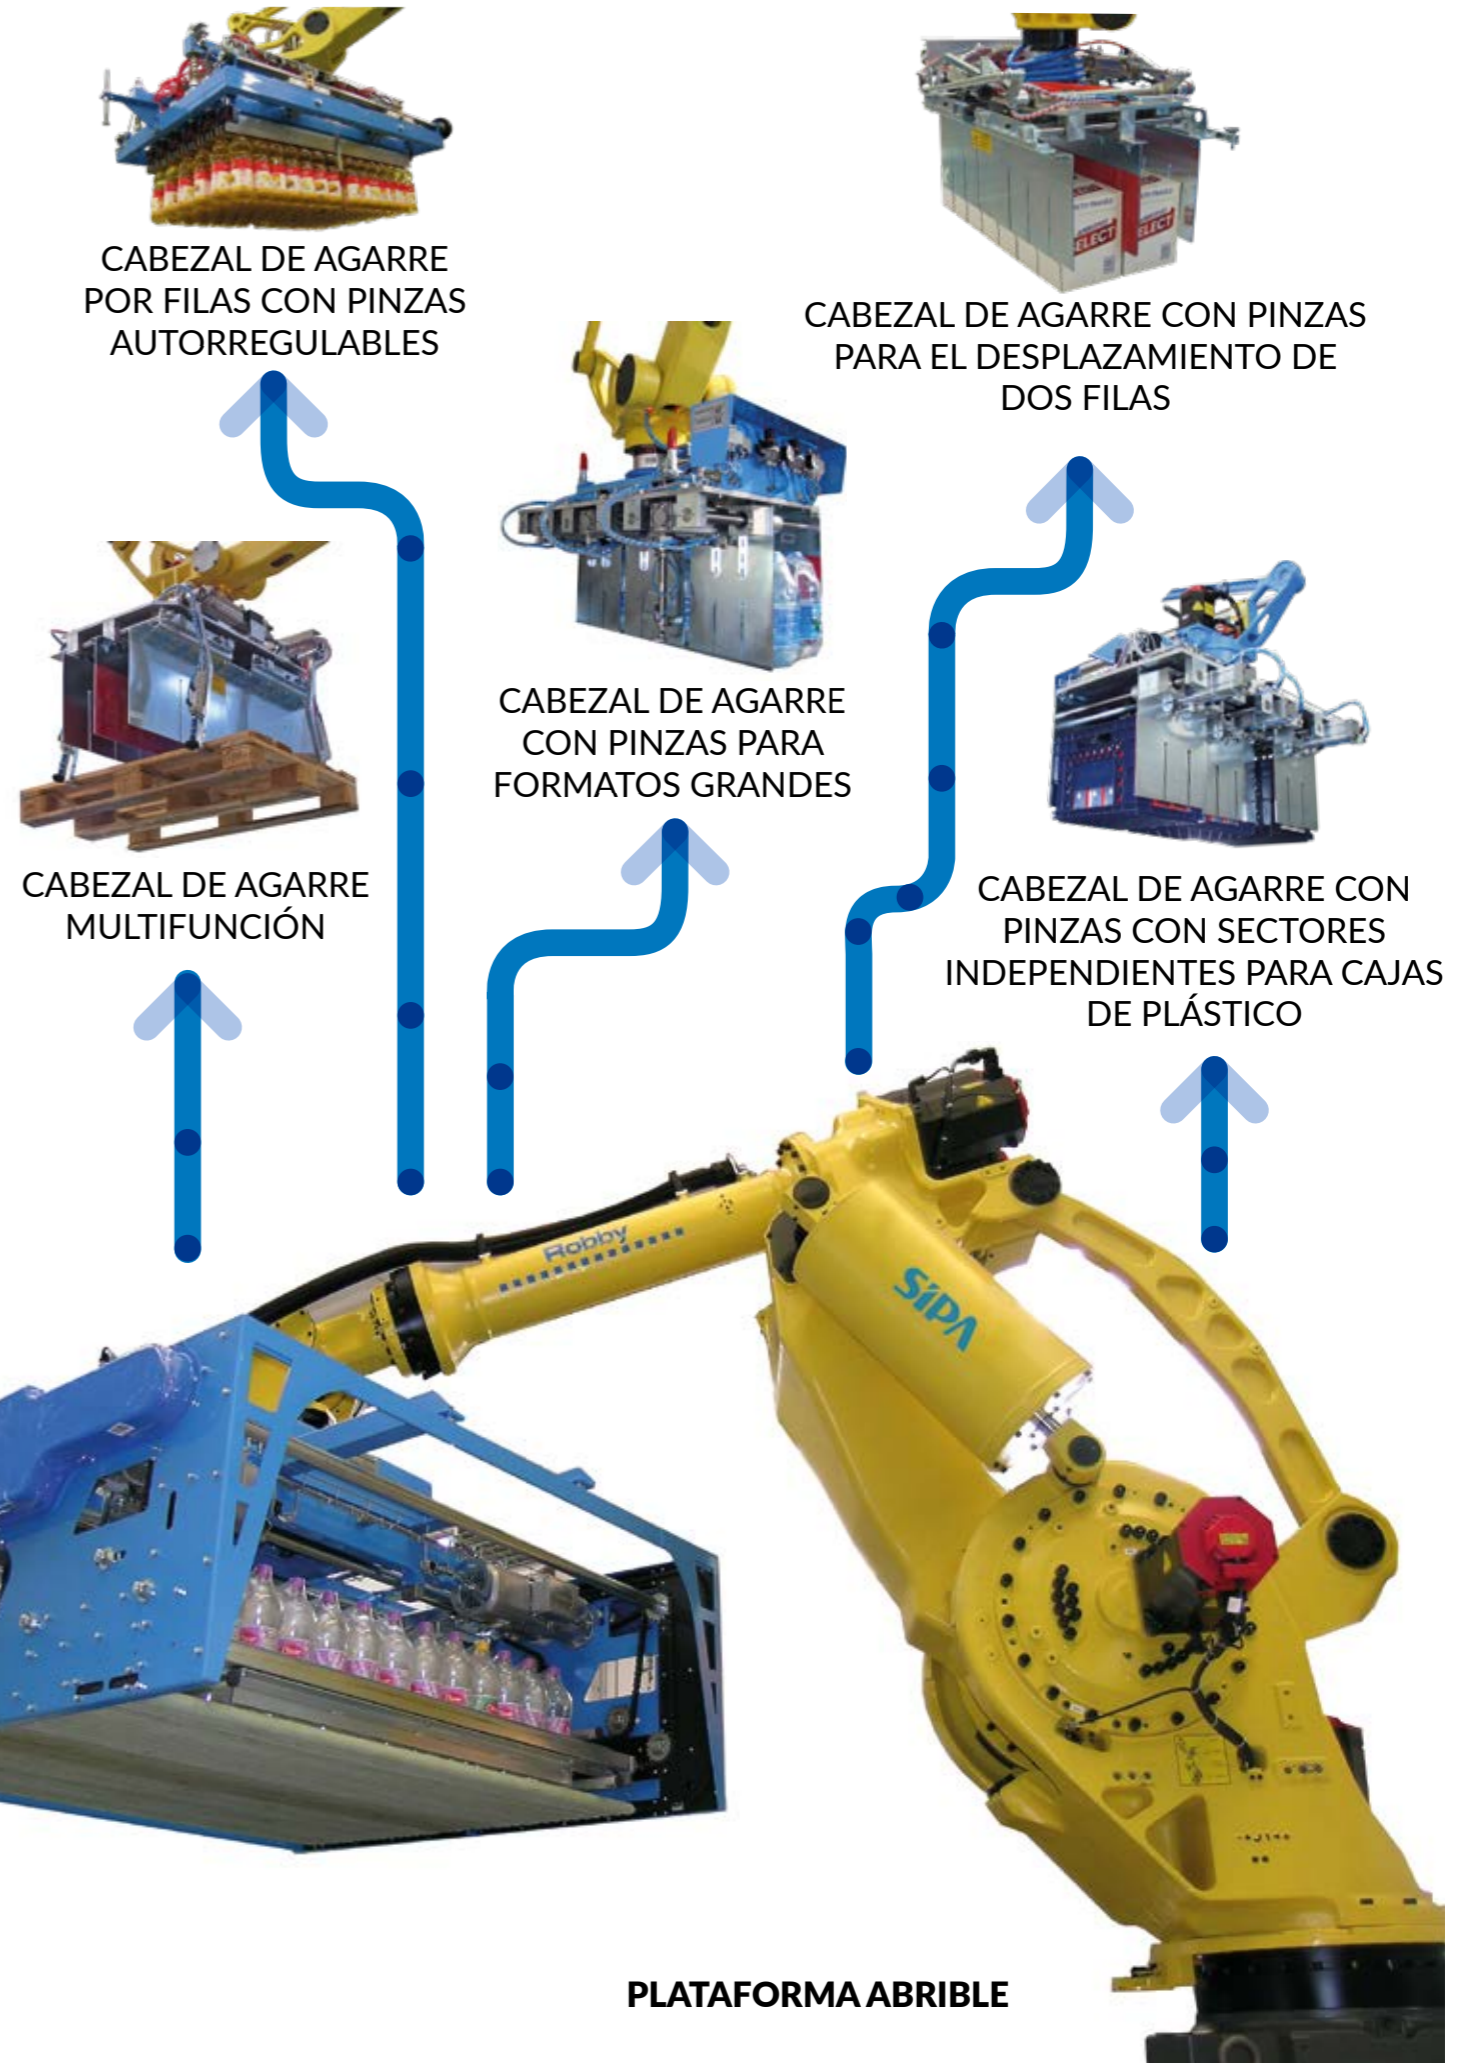 CABEZAL DE AGARRE
POR FILAS CON PINZAS
AUTORREGULABLES
CABEZAL DE AGARRE CON PINZAS
PARA EL DESPLAZAMIENTO DE
DOS FILAS
CABEZAL DE AGARRE
CON PINZAS PARA
FORMATOS GRANDES
CABEZAL DE AGARRE
MULTIFUNCIÓN
CABEZAL DE AGARRE CON
PINZAS CON SECTORES
INDEPENDIENTES PARA CAJAS
DE PLÁSTICO
Robby
SIPA
PLATAFORMA ABRIBLE